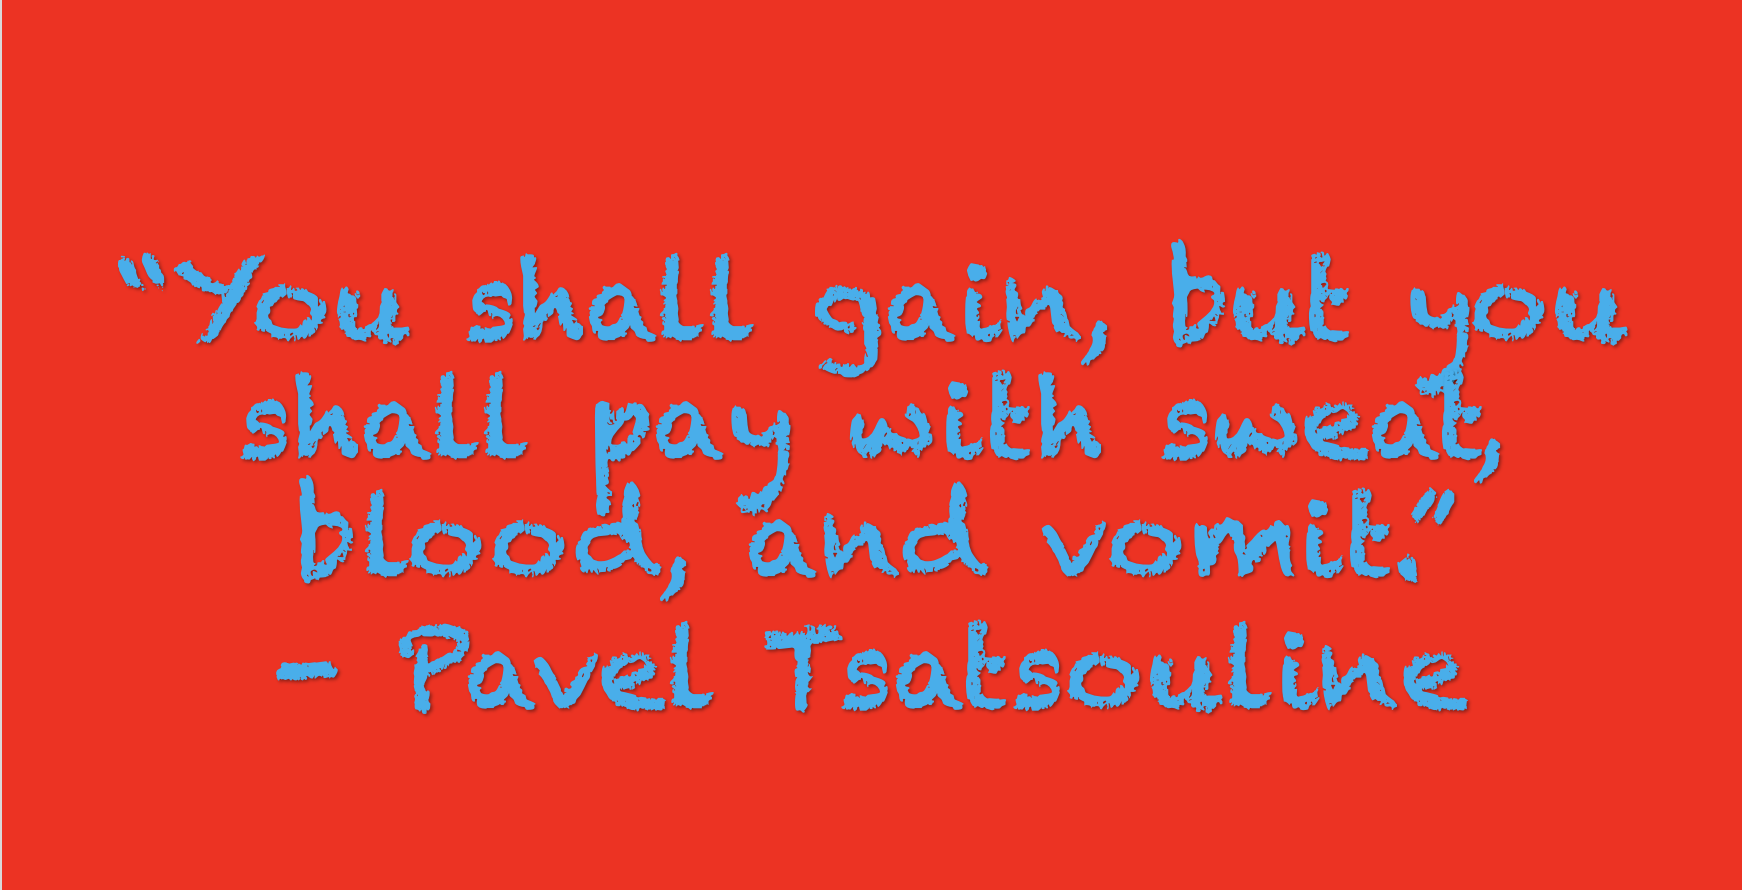 “You shall gain, but you
shall pay with sweat,
blood, and vomit.”
- Pavel Tsatsouline